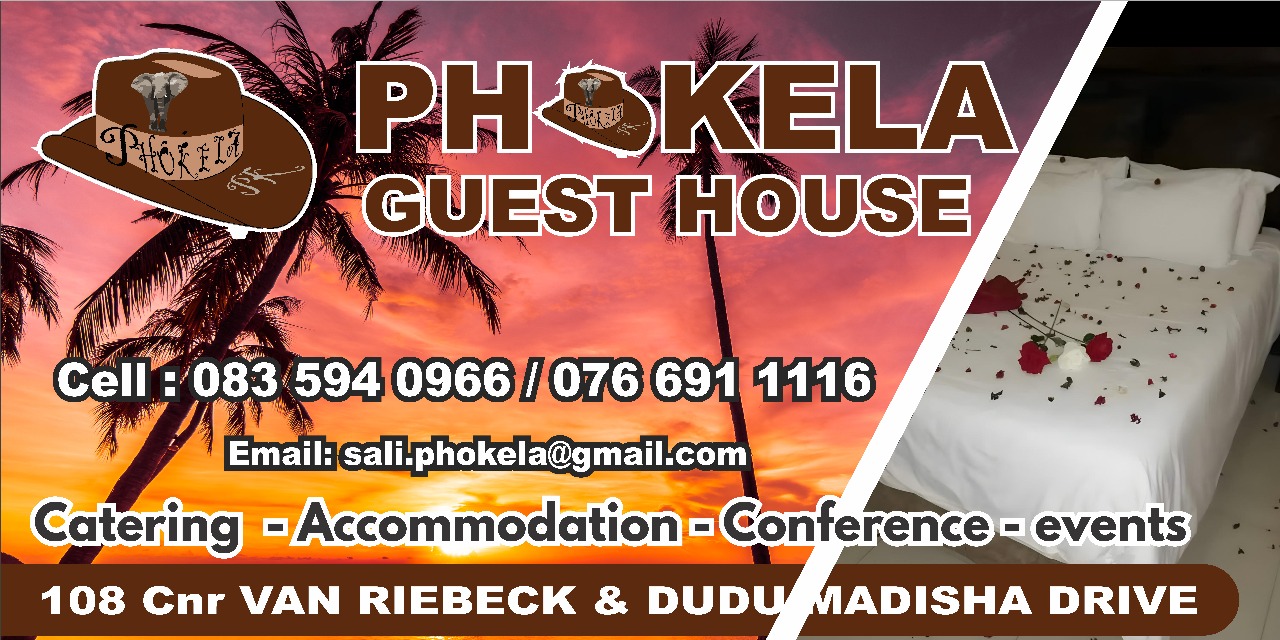 PHOKELA
PK
PHOKELA
GUEST HOUSE
Cell : 083 594 0966 / 076 691 1116
Email: sali.phokela@gmail.com
Catering - Accommodation - Conference - events
108 Cnr VAN RIEBECK & DUDU MADISHA DRIVE